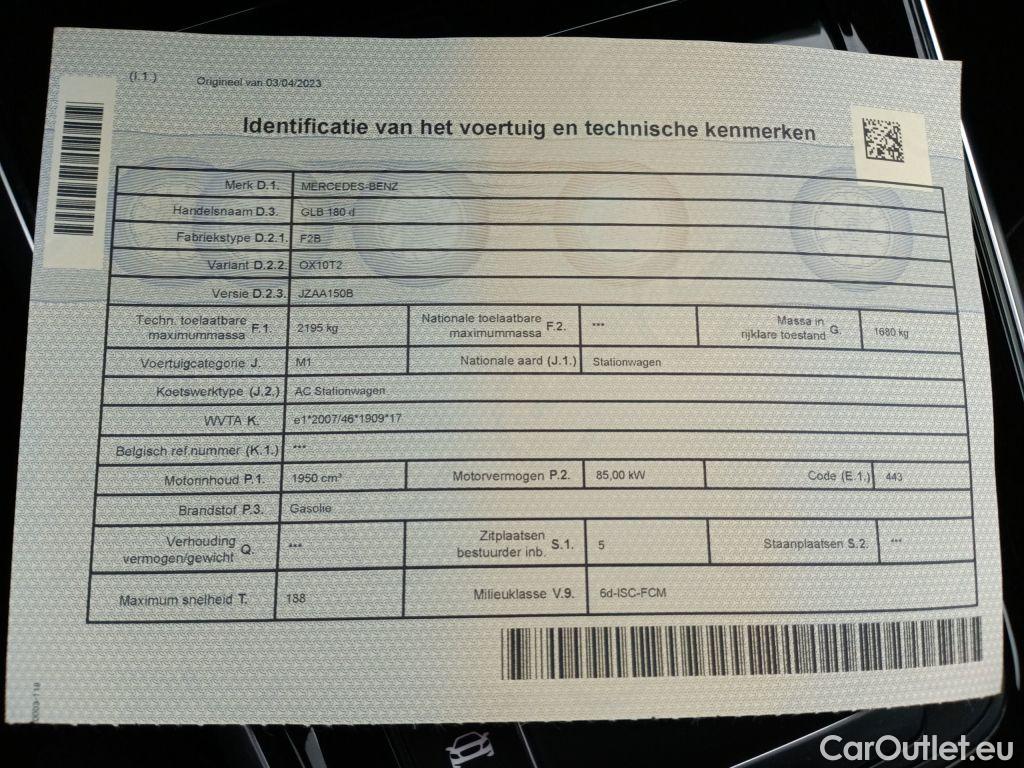 (I.1.)
Origineel van 03/04/2023
Identificatie van het voertuig en technische kenmerken
Merk D.1. MERCEDES-BENZ
Handelsnaam D.3. GLB 180 d
Fabriekstype D.2.1. F2B
Variant D.2.2. OX10T2
Versie D.2.3. JZAA150B
Techn. toelaatbare maximummassa F.1. 2195 kg Nationale toelaatbare maximummassa F.2. *** Massa in rijklare toestand G. 1680 kg
Voertuigcategorie J. M1 Nationale aard (J.1.) Stationwagen
Koetswerktype (J.2.) AC Stationwagen
WVTA K. e1*2007/46*1909*17
Belgisch ref.nummer (K.1.) ***
Motorinhoud P.1. 1950 cm³ Motorvermogen P.2. 85,00 kW Code (E.1.) 443
Brandstof P.3. Gasolie
Verhouding vermogen/gewicht Q. *** Zitplaatsen bestuurder inb. S.1. 5 Staanplaatsen S.2. ***
Maximum snelheid T. 188 Milieuklasse V.9. 6d-ISC-FCM
CarOutlet.eu